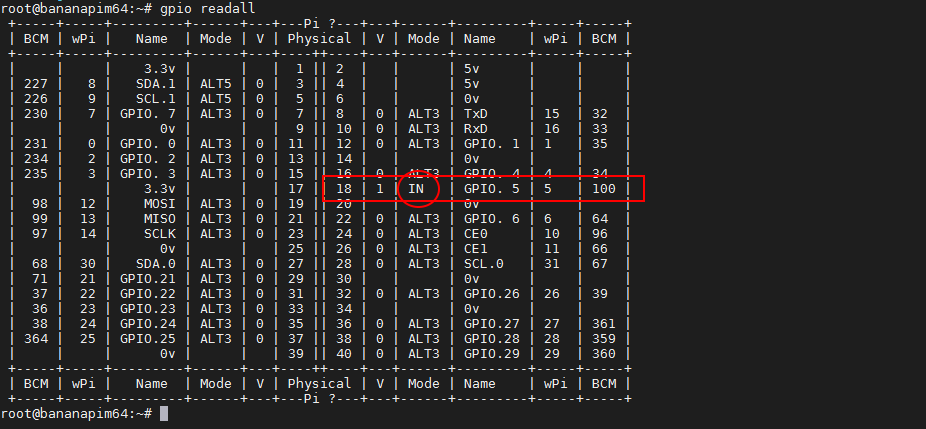 root@bananapim64:~# gpio readall
+-----+-----+---------+------+---+---Pi ?---+---+------+---------+-----+-----+
| BCM | wPi |   Name  | Mode | V | Physical | V | Mode | Name    | wPi | BCM |
+-----+-----+---------+------+---+----++----+---+------+---------+-----+-----+
|     |     |    3.3v |      |   |  1 || 2  |   |      | 5v      |     |     |
| 227 |   8 |   SDA.1 | ALT5 | 0 |  3 || 4  |   |      | 5v      |     |     |
| 226 |   9 |   SCL.1 | ALT5 | 0 |  5 || 6  |   |      | 0v      |     |     |
| 230 |   7 | GPIO. 7 | ALT3 | 0 |  7 || 8  | 0 | ALT3 | TxD     | 15  | 32  |
|     |     |      0v |      |   |  9 || 10 | 0 | ALT3 | RxD     | 16  | 33  |
| 231 |   0 | GPIO. 0 | ALT3 | 0 | 11 || 12 | 0 | ALT3 | GPIO. 1 | 1   | 35  |
| 234 |   2 | GPIO. 2 | ALT3 | 0 | 13 || 14 |   |      | 0v      |     |     |
| 235 |   3 | GPIO. 3 | ALT3 | 0 | 15 || 16 | 0 | ALT3 | GPIO. 4 | 4   | 34  |
|     |     |    3.3v |      |   | 17 || 18 | 1 | IN   | GPIO. 5 | 5   | 100 |
|  98 |  12 |    MOSI | ALT3 | 0 | 19 || 20 |   |      | 0v      |     |     |
|  99 |  13 |    MISO | ALT3 | 0 | 21 || 22 | 0 | ALT3 | GPIO. 6 | 6   | 64  |
|  97 |  14 |    SCLK | ALT3 | 0 | 23 || 24 | 0 | ALT3 | CE0     | 10  | 96  |
|     |     |      0v |      |   | 25 || 26 | 0 | ALT3 | CE1     | 11  | 66  |
|  68 |  30 |   SDA.0 | ALT3 | 0 | 27 || 28 | 0 | ALT3 | SCL.0   | 31  | 67  |
|  71 |  21 | GPIO.21 | ALT3 | 0 | 29 || 30 |   |      | 0v      |     |     |
|  37 |  22 | GPIO.22 | ALT3 | 0 | 31 || 32 | 0 | ALT3 | GPIO.26 | 26  | 39  |
|  36 |  23 | GPIO.23 | ALT3 | 0 | 33 || 34 |   |      | 0v      |     |     |
|  38 |  24 | GPIO.24 | ALT3 | 0 | 35 || 36 | 0 | ALT3 | GPIO.27 | 27  | 361 |
| 364 |  25 | GPIO.25 | ALT3 | 0 | 37 || 38 | 0 | ALT3 | GPIO.28 | 28  | 359 |
|     |     |      0v |      |   | 39 || 40 | 0 | ALT3 | GPIO.29 | 29  | 360 |
+-----+-----+---------+------+---+----++----+---+------+---------+-----+-----+
| BCM | wPi |   Name  | Mode | V | Physical | V | Mode | Name    | wPi | BCM |
+-----+-----+---------+------+---+---Pi ?---+---+------+---------+-----+-----+
root@bananapim64:~#